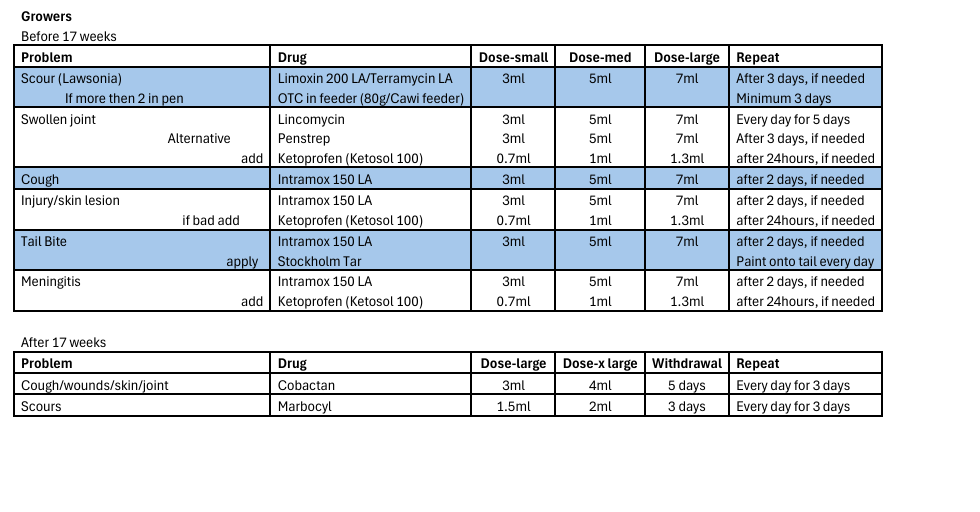 Growers
Before 17 weeks
Problem Drug Dose-small Dose-med Dose-large Repeat
Scour (Lawsonia) Limoxin 200 LA/Terramycin LA 3ml 5ml 7ml After 3 days, if needed
If more then 2 in pen OTC in feeder (80g/Cawi feeder) Minimum 3 days
Swollen joint Lincomycin 3ml 5ml 7ml Every day for 5 days
Alternative Penstrep 3ml 5ml 7ml After 3 days, if needed
add Ketoprofen (Ketosol 100) 0.7ml 1ml 1.3ml after 24hours, if needed
Cough Intramox 150 LA 3ml 5ml 7ml after 2 days, if needed
Injury/skin lesion Intramox 150 LA 3ml 5ml 7ml after 2 days, if needed
if bad add Ketoprofen (Ketosol 100) 0.7ml 1ml 1.3ml after 24hours, if needed
Tail Bite Intramox 150 LA 3ml 5ml 7ml after 2 days, if needed
apply Stockholm Tar Paint onto tail every day
Meningitis Intramox 150 LA 3ml 5ml 7ml after 2 days, if needed
add Ketoprofen (Ketosol 100) 0.7ml 1ml 1.3ml after 24hours, if needed
After 17 weeks
Problem Drug Dose-large Dose-x large Withdrawal Repeat
Cough/wounds/skin/joint Cobactan 3ml 4ml 5 days Every day for 3 days
Scours Marbocyl 1.5ml 2ml 3 days Every day for 3 days